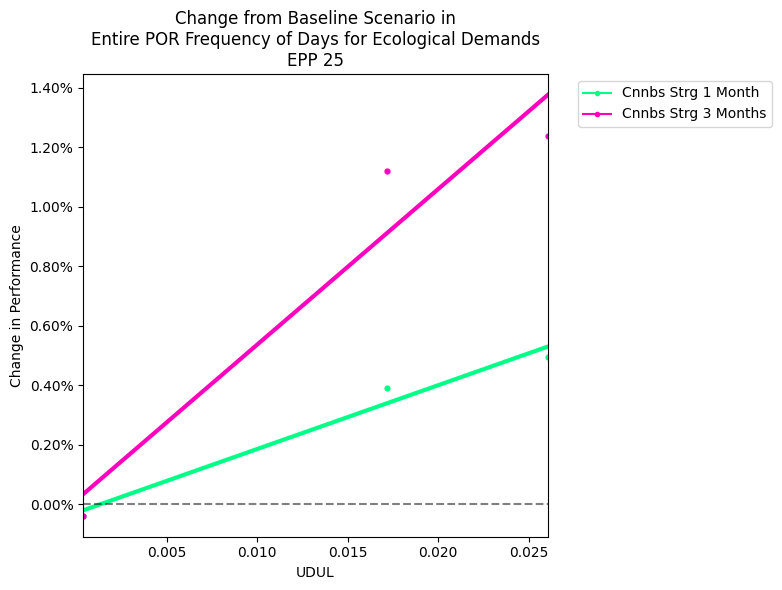 Change from Baseline Scenario in
Entire POR Frequency of Days for Ecological Demands
EPP 25
Cnnbs Strg 1 Month
Cnnbs Strg 3 Months
Change in Performance
1.40%
1.20%
1.00%
0.80%
0.60%
0.40%
0.20%
0.00%
0.005
0.010
0.015
0.020
0.025
UDUL